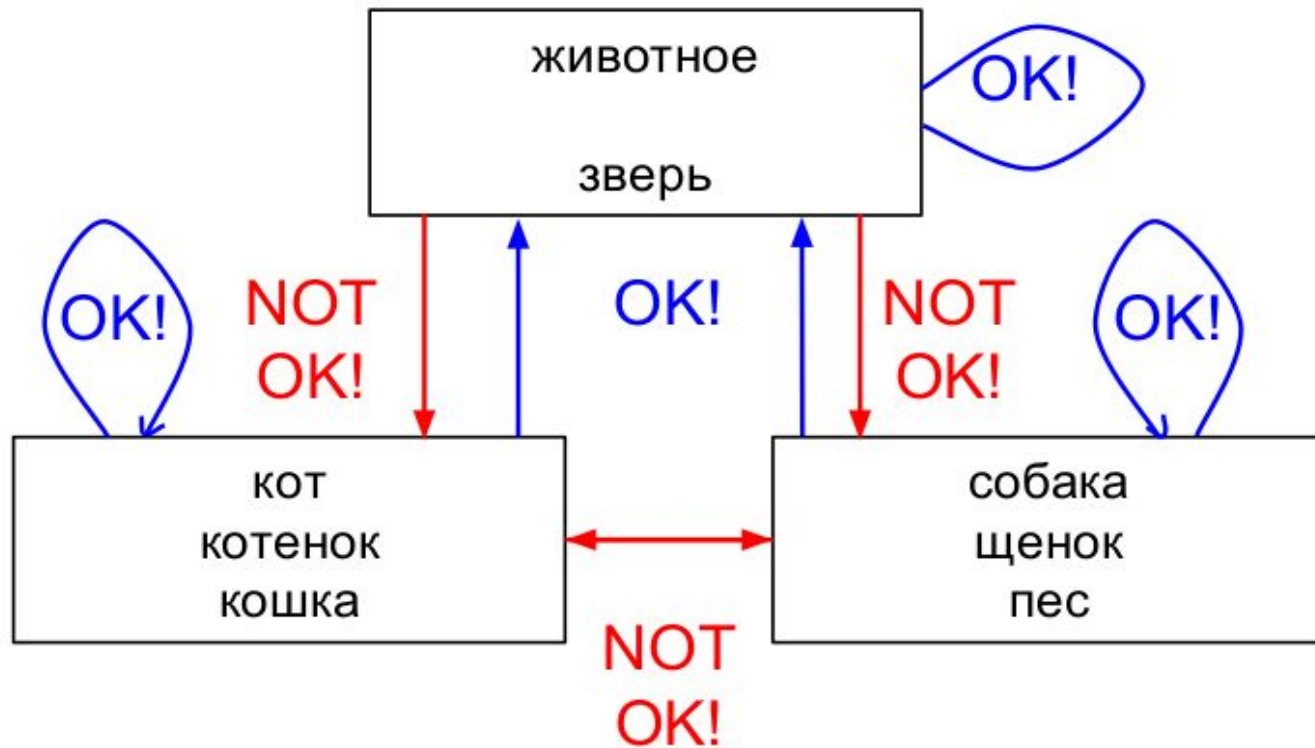 животное
OK!
зверь
OK!
NOT
OK!
OK!
NOT
OK!
OK!
кот
котенок
кошка
собака
щенок
пес
NOT
OK!